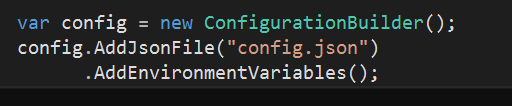 var config = new ConfigurationBuilder();
config.AddJsonFile("config.json")
.AddEnvironmentVariables();